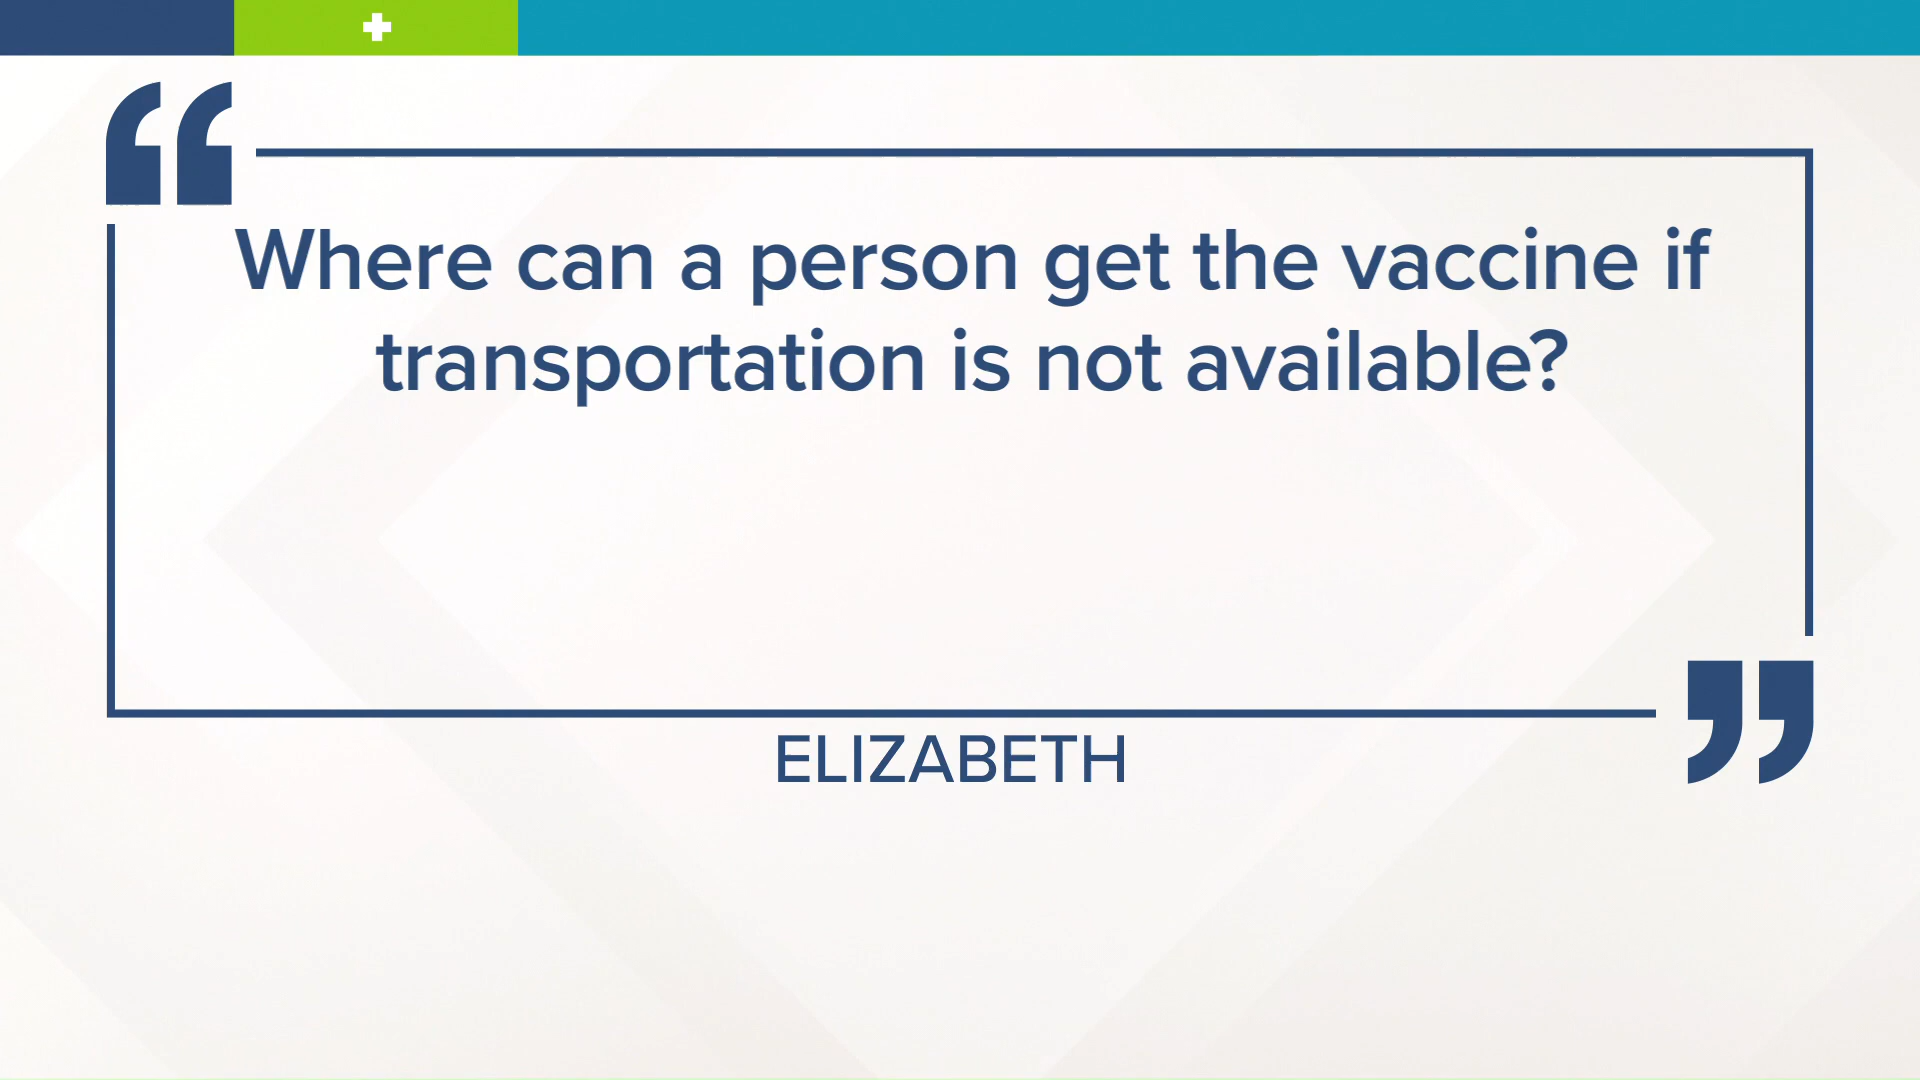 Where can a person get the vaccine if
transportation is not available?
ELIZABETH